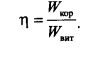 η = W_кор / W_вит.